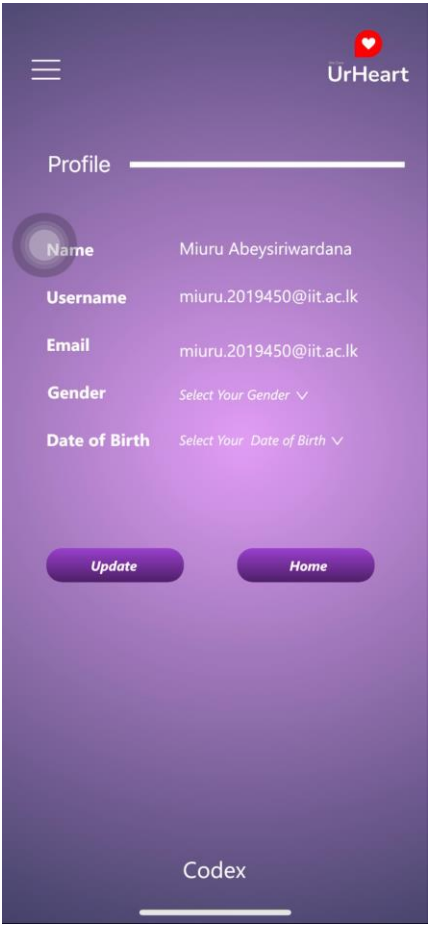 UrHeart
Profile
Name Miuru Abeysiriwardana
Username miuru.2019450@iit.ac.lk
Email miuru.2019450@iit.ac.lk
Gender Select Your Gender
Date of Birth Select Your Date of Birth
Update Home
Codex